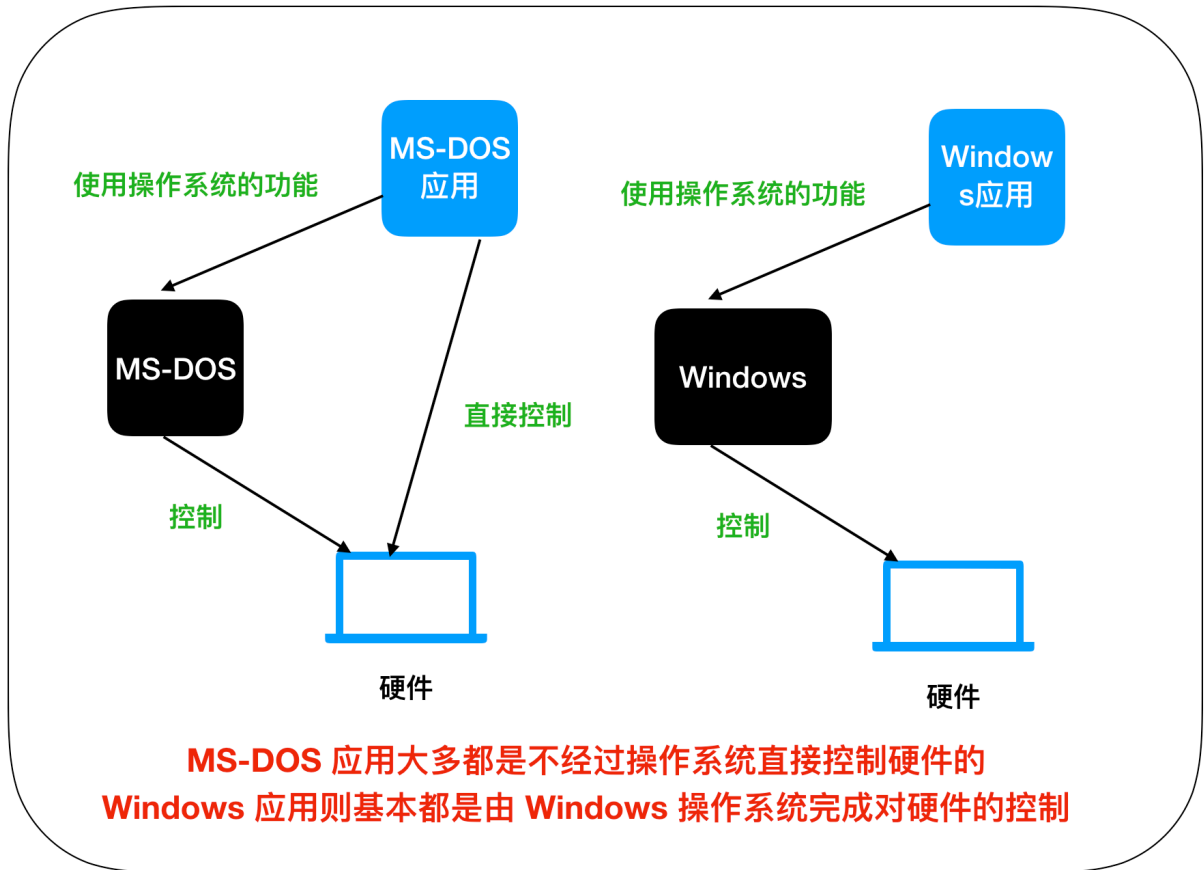 MS-DOS
应用
使用操作系统的功能
MS-DOS
直接控制
控制
硬件
Window
s应用
使用操作系统的功能
Windows
控制
硬件
MS-DOS 应用大多都是不经过操作系统直接控制硬件的
Windows 应用则基本都是由 Windows 操作系统完成对硬件的控制